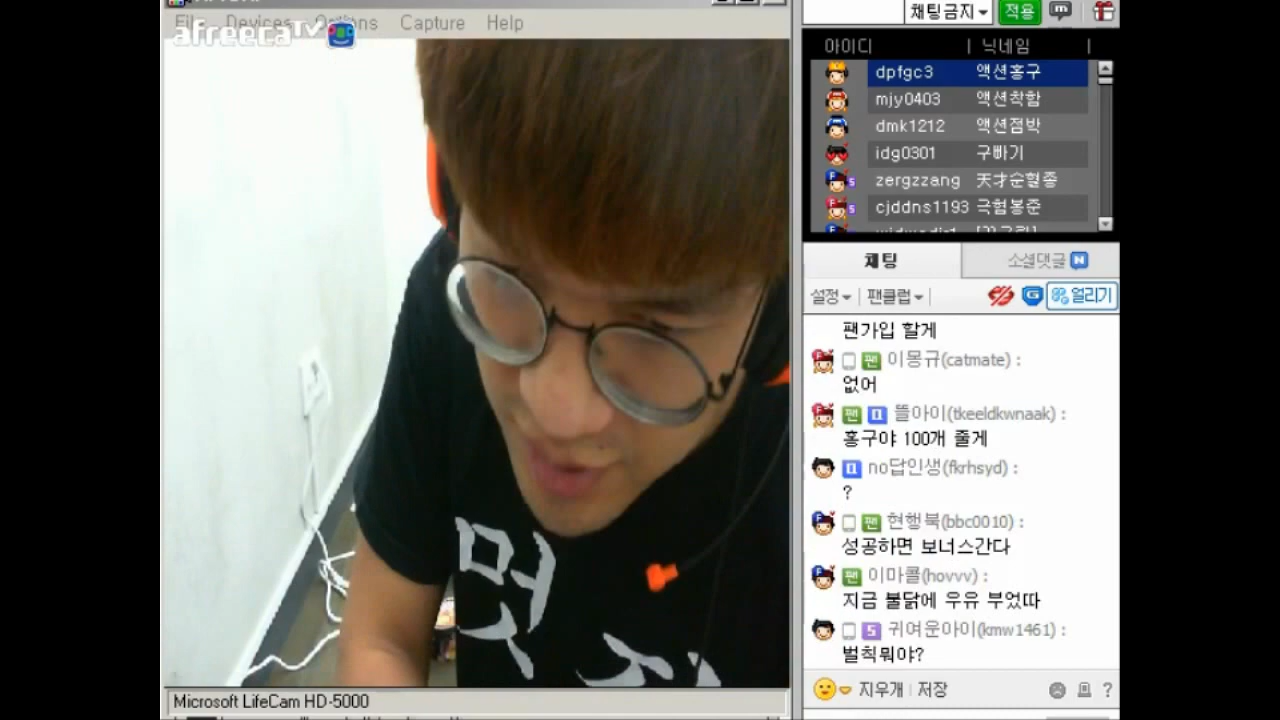 File Devices Options Capture Help
afreecaTV
채팅금지
적용
아이디 | 닉네임 |
dpfgc3 액션홍구
mjy0403 액션착함
dmk1212 액션점박
idg0301 구빠기
zergzzang 天才순혈종
cjddns1193 극혐봉준
채팅
소셜댓글 N
설정 팬클럽
얼리기
팬가입 할게
팬 이몽규(catmate) :
없어
팬 뜰아이(tkeeldkwnaak) :
홍구야 100개 줄게
no답인생(fkrhsyd) :
?
팬 현행북(bbc0010) :
성공하면 보너스간다
팬 이마콜(hovvv) :
지금 불닭에 우유 부었따
S 귀여운아이(kmw1461) :
벌칙뭐야?
지우개 | 저장
?
멋
Microsoft LifeCam HD-5000